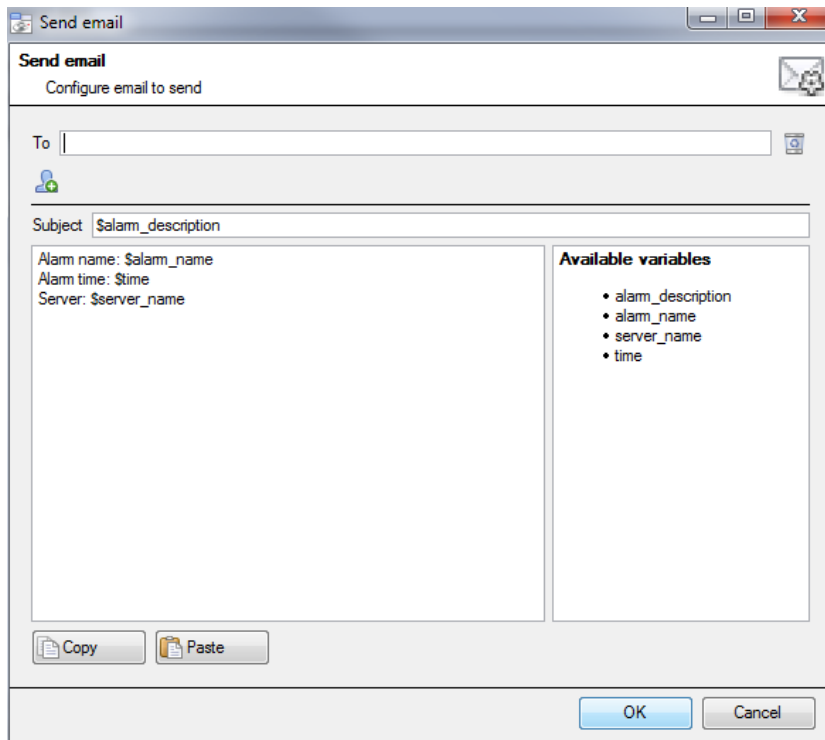 Send email
Send email
Configure email to send
To
Subject $alarm_description
Alarm name: $alarm_name
Alarm time: $time
Server: $server_name
Available variables
• alarm_description
• alarm_name
• server_name
• time
Copy Paste
OK Cancel